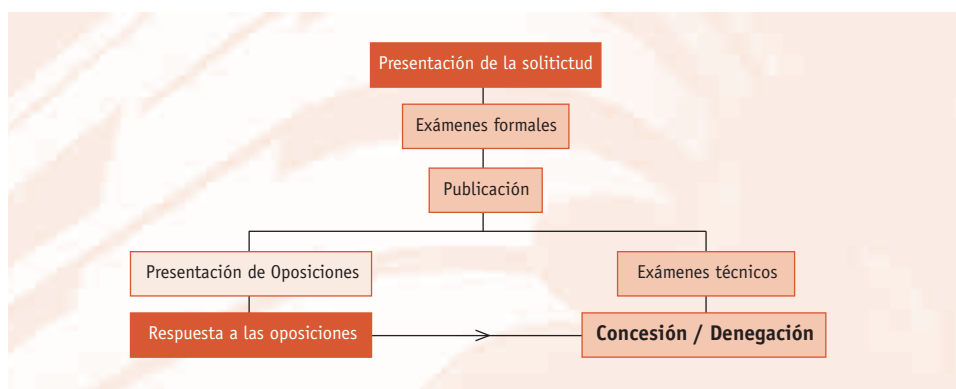 Presentación de la solitictud
Exámenes formales
Publicación
Presentación de Oposiciones
Exámenes técnicos
Respuesta a las oposiciones
Concesión / Denegación